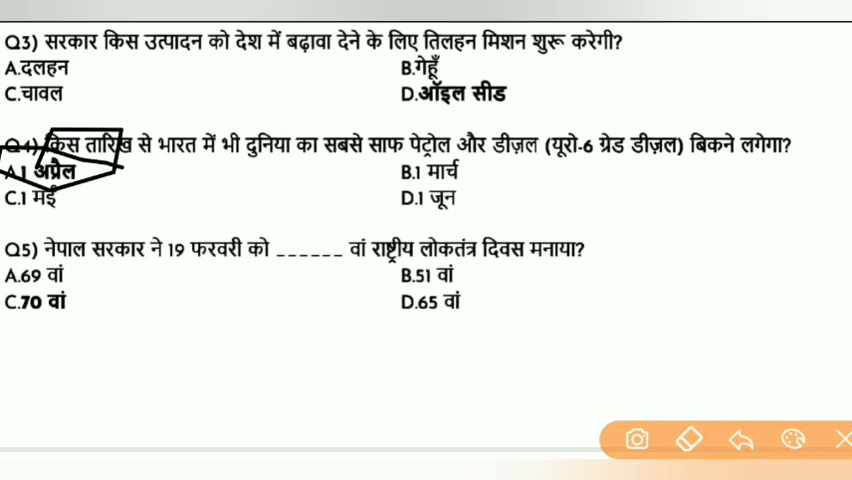 Q3) सरकार किस उत्पादन को देश में बढ़ावा देने के लिए तिलहन मिशन शुरू करेगी?
A.दलहन B.गेहूँ
C.चावल D.ऑइल सीड
Q4) किस तारिख से भारत में भी दुनिया का सबसे साफ पेट्रोल और डीज़ल (यूरो-6 ग्रेड डीज़ल) बिकने लगेगा?
A.1 अप्रैल B.1 मार्च
C.1 मई D.1 जून
Q5) नेपाल सरकार ने 19 फरवरी को ______ वां राष्ट्रीय लोकतंत्र दिवस मनाया?
A.69 वां B.51 वां
C.70 वां D.65 वां